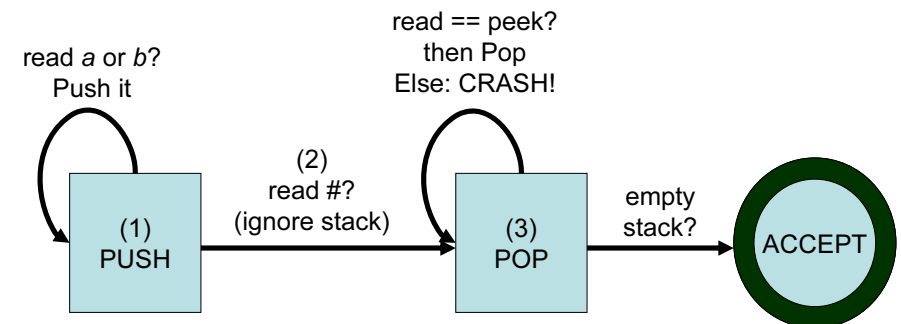 read a or b?
Push it
(1)
PUSH
(2)
read #?
(ignore stack)
read == peek?
then Pop
Else: CRASH!
(3)
POP
empty
stack?
ACCEPT